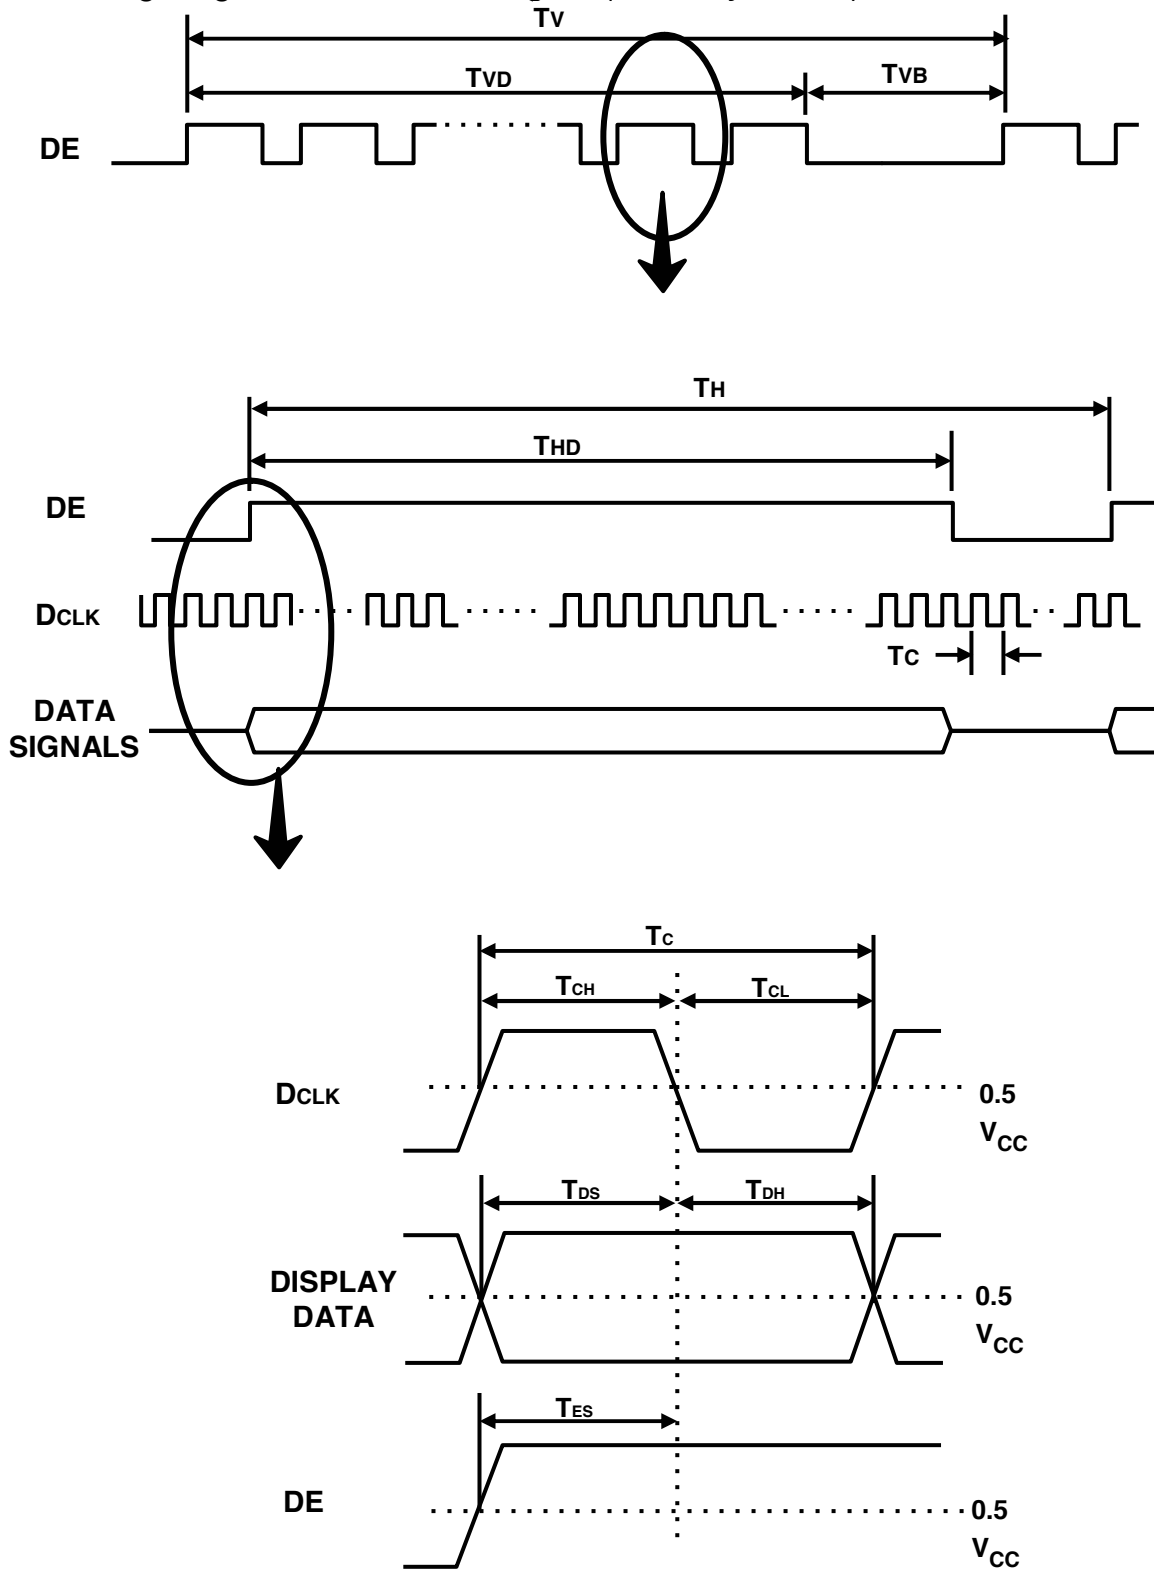 TV
TVD
TVB
DE
TH
THD
DE
DCLK
TC
DATA
SIGNALS
TC
TCH
TCL
DCLK
0.5
VCC
TDS
TDH
DISPLAY
DATA
0.5
VCC
TES
DE
0.5
VCC